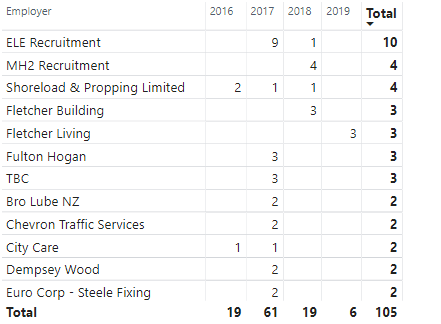 Employer 2016 2017 2018 2019 Total
ELE Recruitment 9 1 10
MH2 Recruitment 4 4
Shoreload & Propping Limited 2 1 1 4
Fletcher Building 3 3
Fletcher Living 3 3
Fulton Hogan 3 3
TBC 3 3
Bro Lube NZ 2 2
Chevron Traffic Services 2 2
City Care 1 1 2
Dempsey Wood 2 2
Euro Corp - Steele Fixing 2 2
Total 19 61 19 6 105